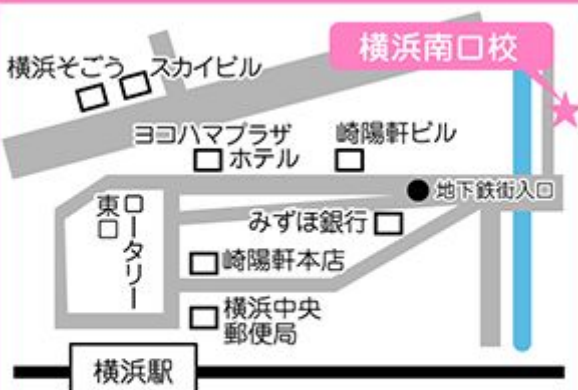 横浜南口校
横浜そごう
スカイビル
ヨコハマプラザ
ホテル
崎陽軒ビル
地下鉄街入口
東口
ロータリー
みずほ銀行
崎陽軒本店
横浜中央
郵便局
横浜駅